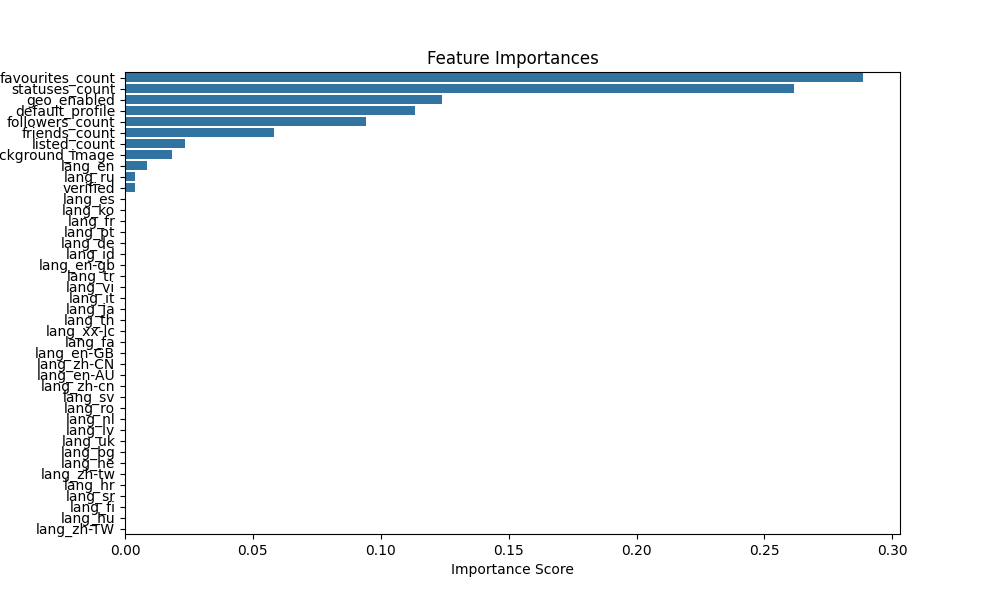 Feature Importances
favourites_count
statuses_count
geo_enabled
default_profile
followers_count
friends_count
listed_count
ckground_image
lang_en
lang_ru
verified
lang_es
lang_ko
lang_fr
lang_pt
lang_de
lang_id
lang_en-gb
lang_tr
lang_vi
lang_it
lang_ja
lang_th
lang_xx-lc
lang_fa
lang_en-GB
lang_zh-CN
lang_en-AU
lang_zh-cn
lang_sv
lang_ro
lang_nl
lang_lv
lang_uk
lang_bg
lang_he
lang_zh-tw
lang_hr
lang_sr
lang_fi
lang_hu
lang_zh-TW
0.00 0.05 0.10 0.15 0.20 0.25 0.30
Importance Score